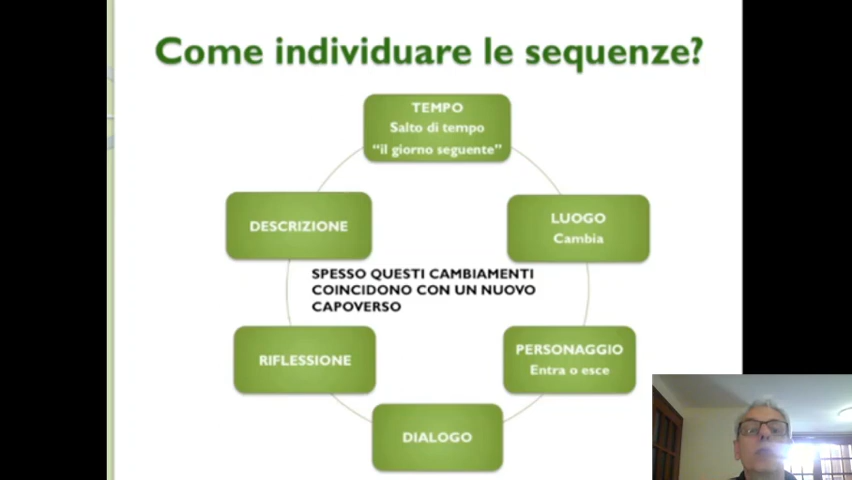 Come individuare le sequenze?
TEMPO
Salto di tempo
“il giorno seguente”
LUOGO
Cambia
PERSONAGGIO
Entra o esce
DIALOGO
RIFLESSIONE
DESCRIZIONE
SPESSO QUESTI CAMBIAMENTI
COINCIDONO CON UN NUOVO
CAPOVERSO